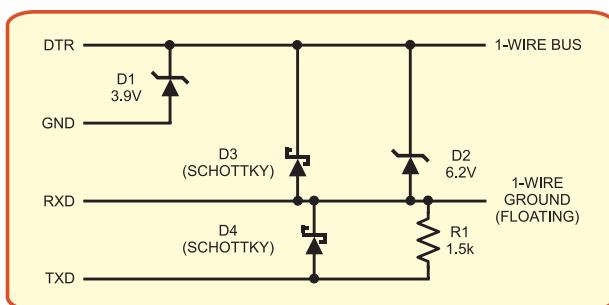 DTR
1-WIRE BUS
D1
3.9V
GND
D3
(SCHOTTKY)
D2
6.2V
RXD
1-WIRE
GROUND
(FLOATING)
D4
(SCHOTTKY)
R1
1.5k
TXD